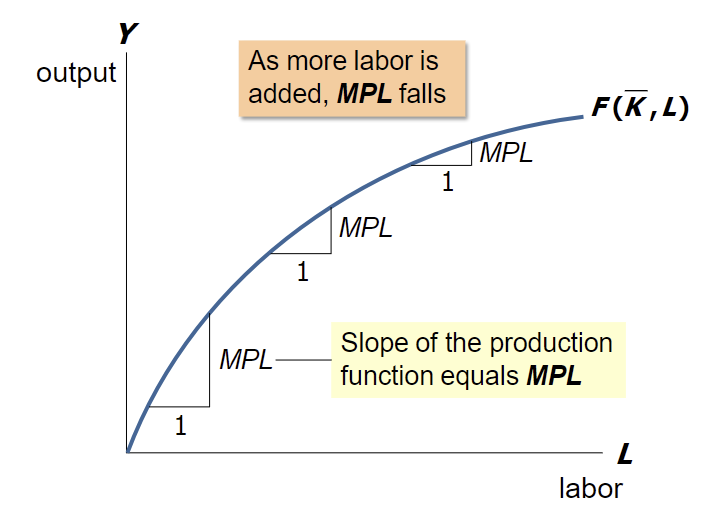 Y
output
As more labor is
added, MPL falls
F(K̅,L)
MPL
1
MPL
1
MPL
1
Slope of the production
function equals MPL
L
labor